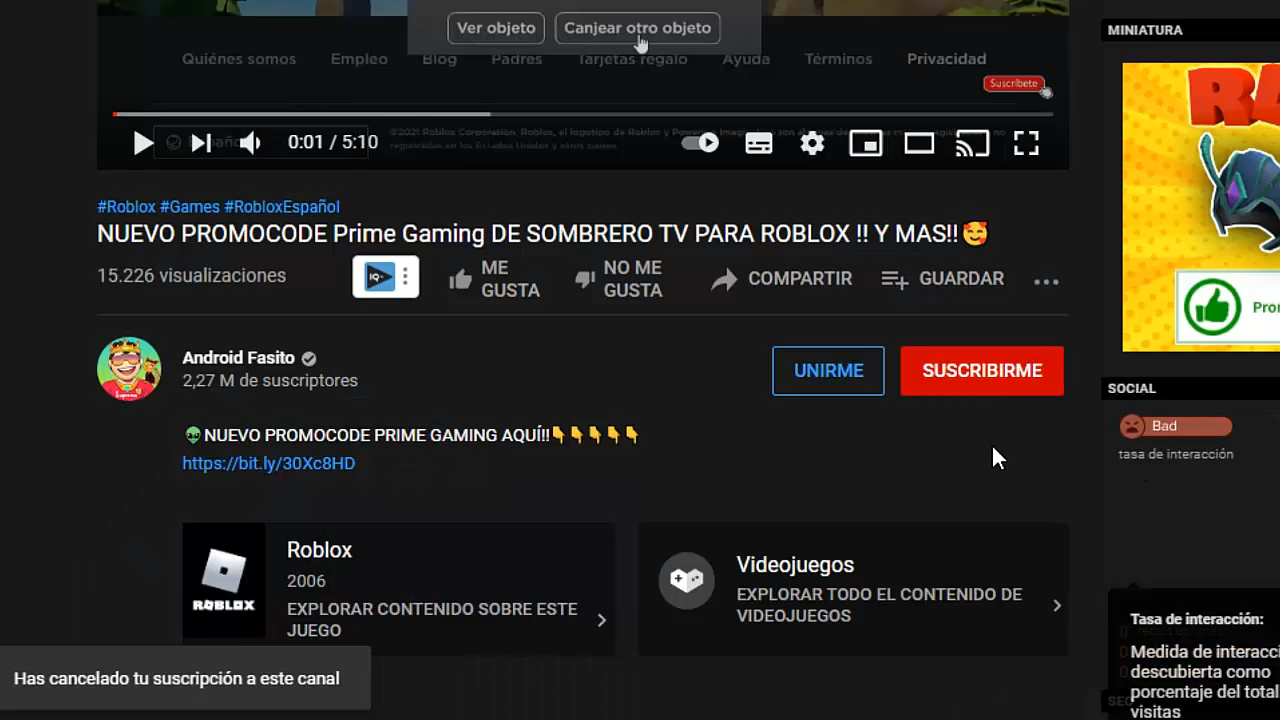 Ver objeto
Canjear otro objeto
Quiénes somos
Empleo
Blog
Padres
Tarjetas regalo
Ayuda
Términos
Privacidad
Suscríbete
0:01 / 5:10
#Roblox #Games #RobloxEspañol
NUEVO PROMOCODE Prime Gaming DE SOMBRERO TV PARA ROBLOX !! Y MAS!!🥰
15.226 visualizaciones
IQ
ME
GUSTA
NO ME
GUSTA
COMPARTIR
GUARDAR
Android Fasito
2,27 M de suscriptores
UNIRME
SUSCRIBIRME
👽NUEVO PROMOCODE PRIME GAMING AQUÍ!!👇👇👇👇👇
https://bit.ly/30Xc8HD
ROBLOX
Roblox
2006
EXPLORAR CONTENIDO SOBRE ESTE
JUEGO
Videojuegos
EXPLORAR TODO EL CONTENIDO DE
VIDEOJUEGOS
Has cancelado tu suscripción a este canal
MINIATURA
SOCIAL
Bad
tasa de interacción
Tasa de interacción:
Medida de interacci
descubierta como
porcentaje del total
visitas